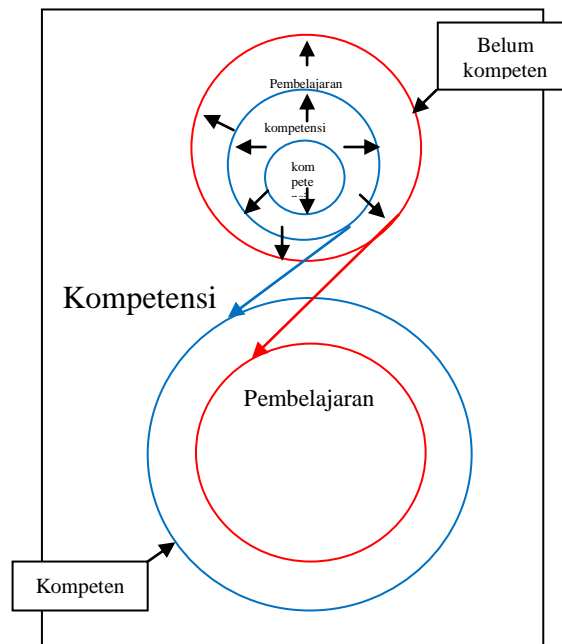 Belum
kompeten
Pembelajaran
kompetensi
kom
pete
Kompetensi
Pembelajaran
Kompeten